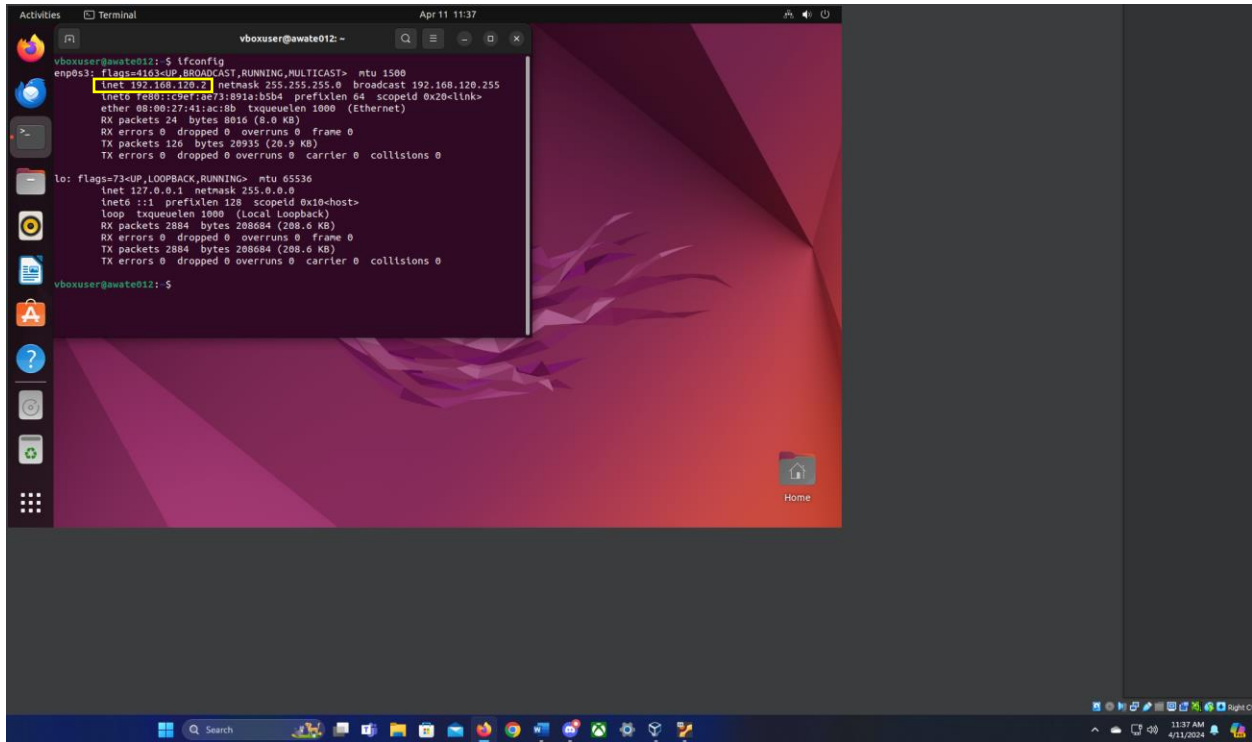 Activities Terminal Apr 11 11:37
vboxuser@awate012: ~
vboxuser@awate012:~$ ifconfig
enp0s3: flags=4163<UP,BROADCAST,RUNNING,MULTICAST> mtu 1500
inet 192.168.120.2 netmask 255.255.255.0 broadcast 192.168.120.255
inet6 fe80::c9ef:ae73:891a:b5b4 prefixlen 64 scopeid 0x20<link>
ether 08:00:27:41:ac:8b txqueuelen 1000 (Ethernet)
RX packets 24 bytes 8016 (8.0 KB)
RX errors 0 dropped 0 overruns 0 frame 0
TX packets 126 bytes 20935 (20.9 KB)
TX errors 0 dropped 0 overruns 0 carrier 0 collisions 0
lo: flags=73<UP,LOOPBACK,RUNNING> mtu 65536
inet 127.0.0.1 netmask 255.0.0.0
inet6 ::1 prefixlen 128 scopeid 0x10<host>
loop txqueuelen 1000 (Local Loopback)
RX packets 2884 bytes 208684 (208.6 KB)
RX errors 0 dropped 0 overruns 0 frame 0
TX packets 2884 bytes 208684 (208.6 KB)
TX errors 0 dropped 0 overruns 0 carrier 0 collisions 0
vboxuser@awate012:~$
Home
Right C
Search
11:37 AM
4/11/2024